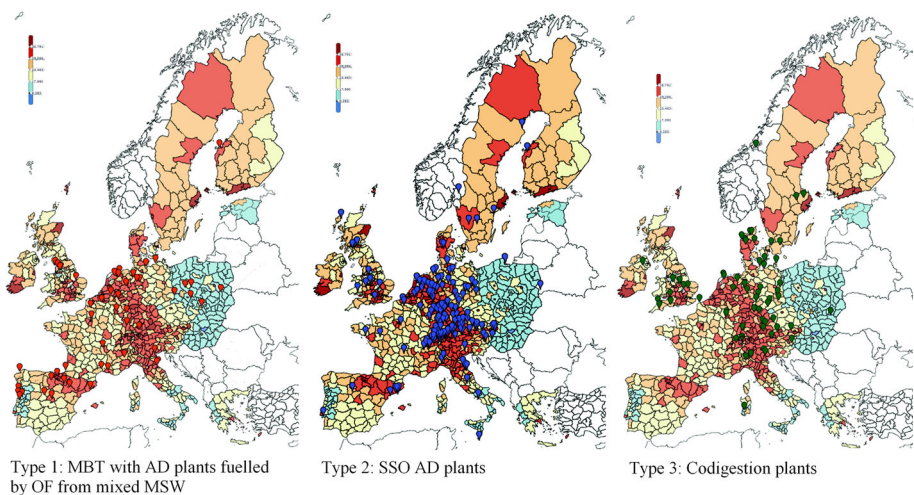 Type 1: MBT with AD plants fuelled
by OF from mixed MSW
Type 2: SSO AD plants
Type 3: Codigestion plants